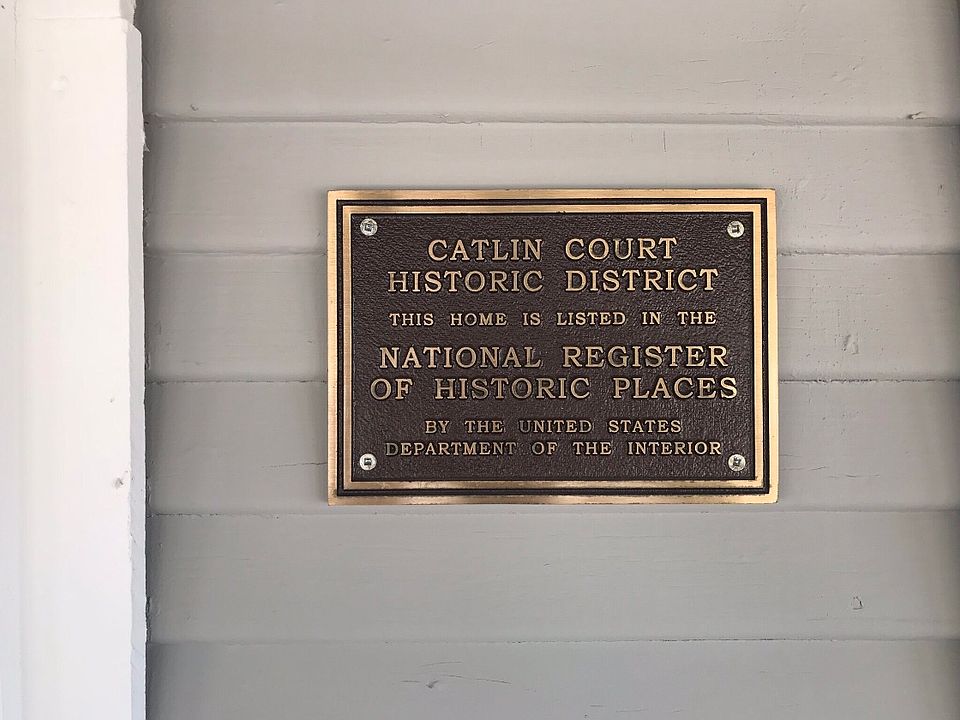 CATLIN COURT
HISTORIC DISTRICT
THIS HOME IS LISTED IN THE
NATIONAL REGISTER
OF HISTORIC PLACES
BY THE UNITED STATES
DEPARTMENT OF THE INTERIOR